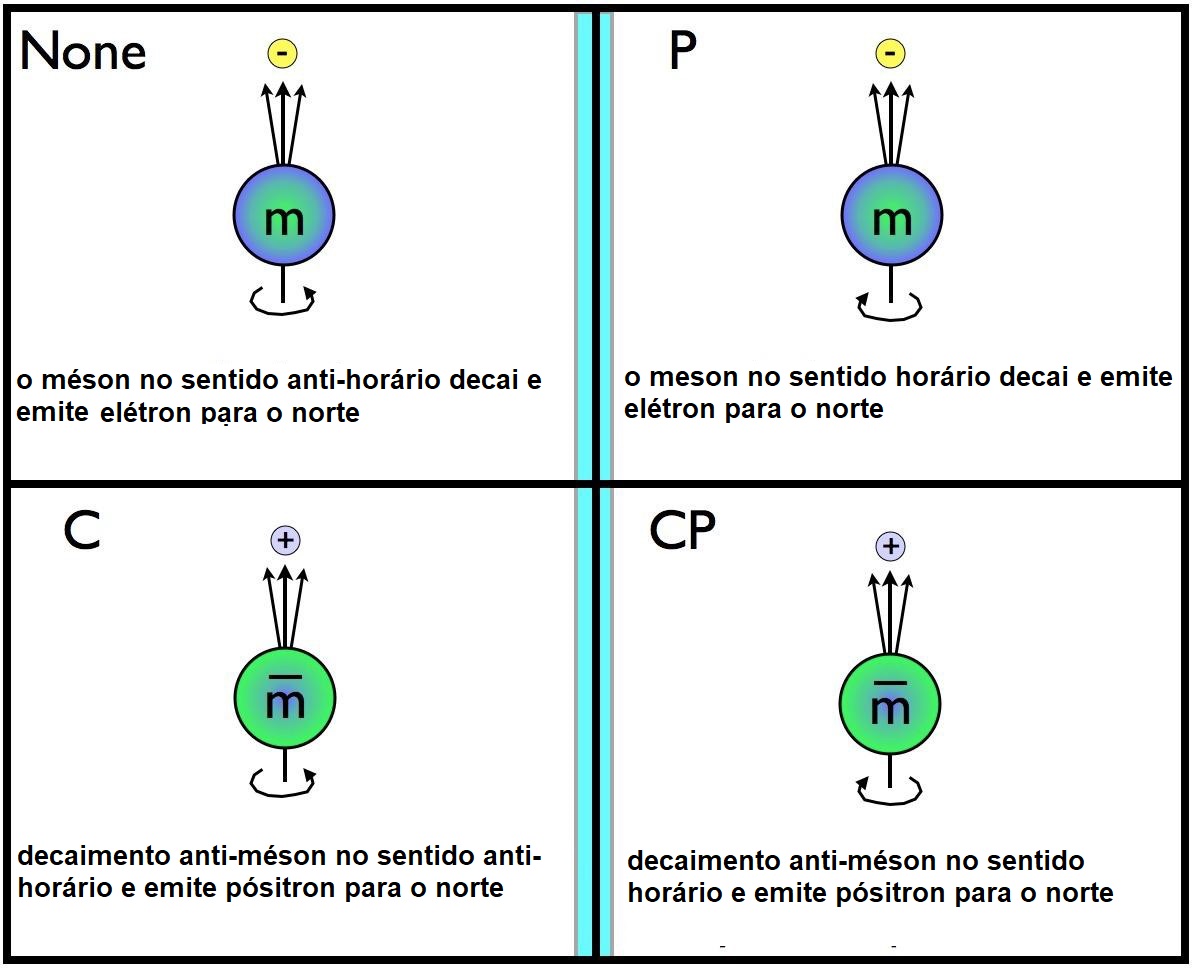 None
-
m
o méson no sentido anti-horário decai e
emite elétron para o norte
P
-
m
o meson no sentido horário decai e emite
elétron para o norte
C
+
m̅
decaimento anti-méson no sentido anti-
horário e emite pósitron para o norte
CP
+
m̅
decaimento anti-méson no sentido
horário e emite pósitron para o norte